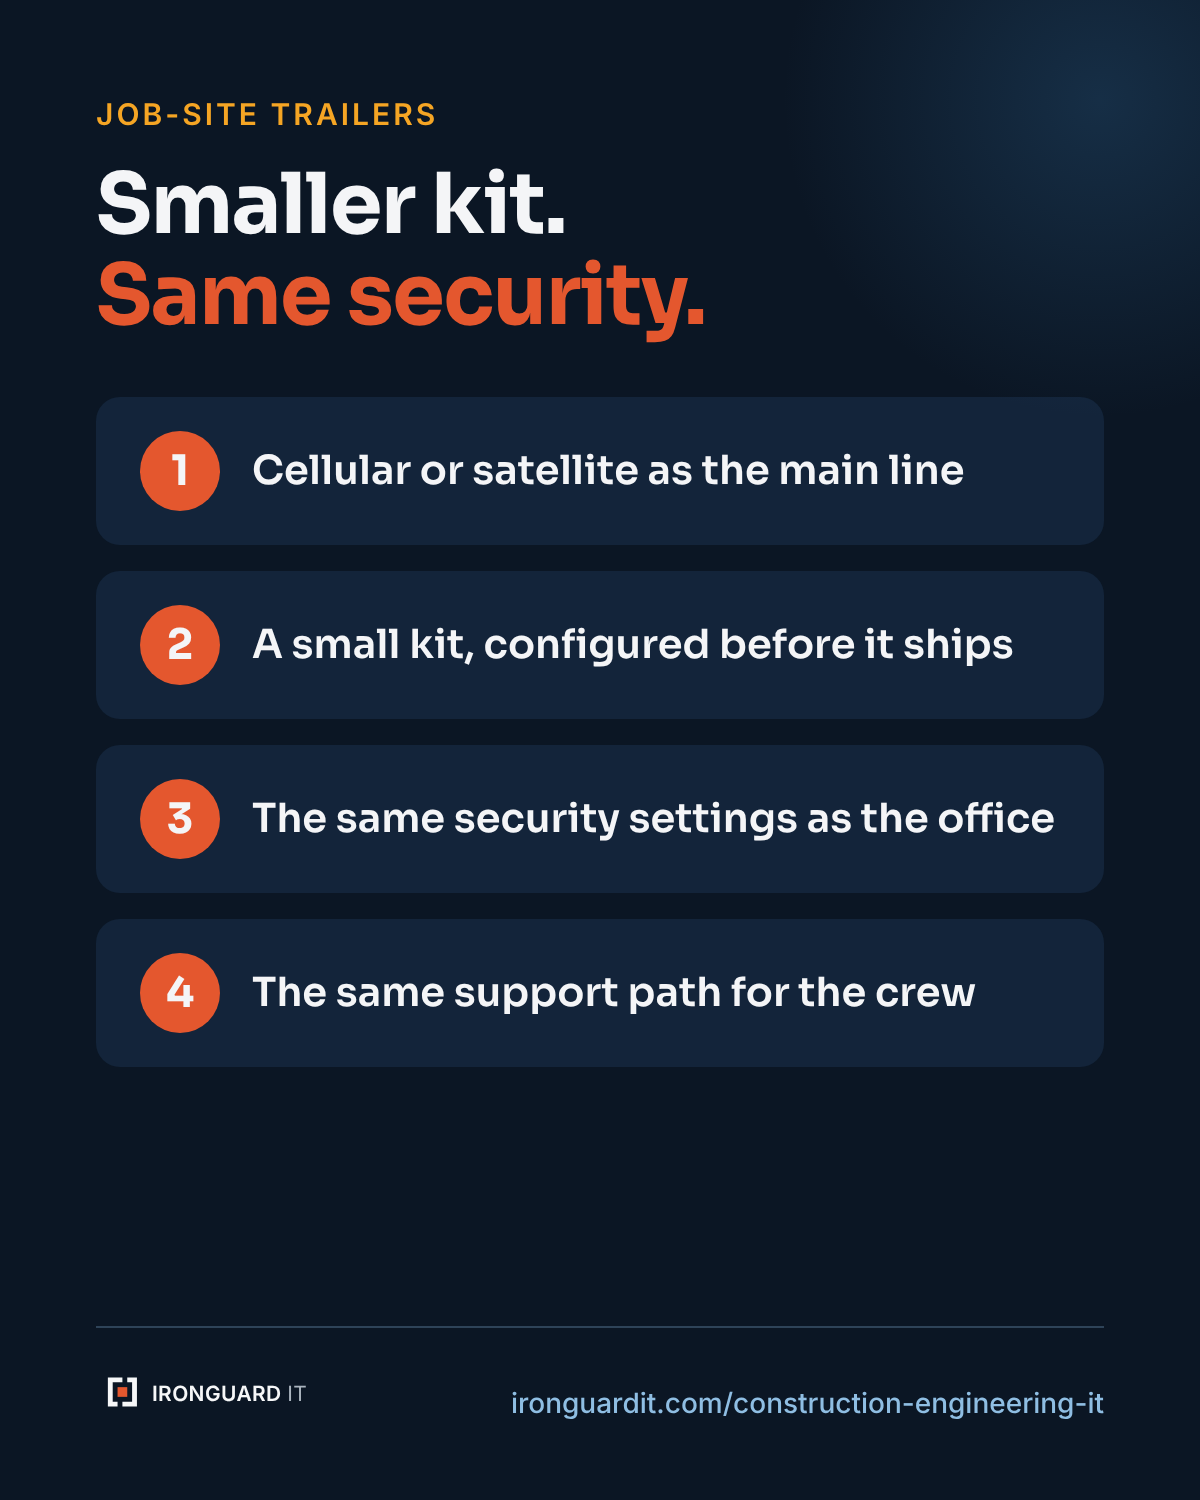 JOB-SITE TRAILERS
Smaller kit.
Same security.
1 Cellular or satellite as the main line
2 A small kit, configured before it ships
3 The same security settings as the office
4 The same support path for the crew
IRONGUARD IT
ironguardit.com/construction-engineering-it